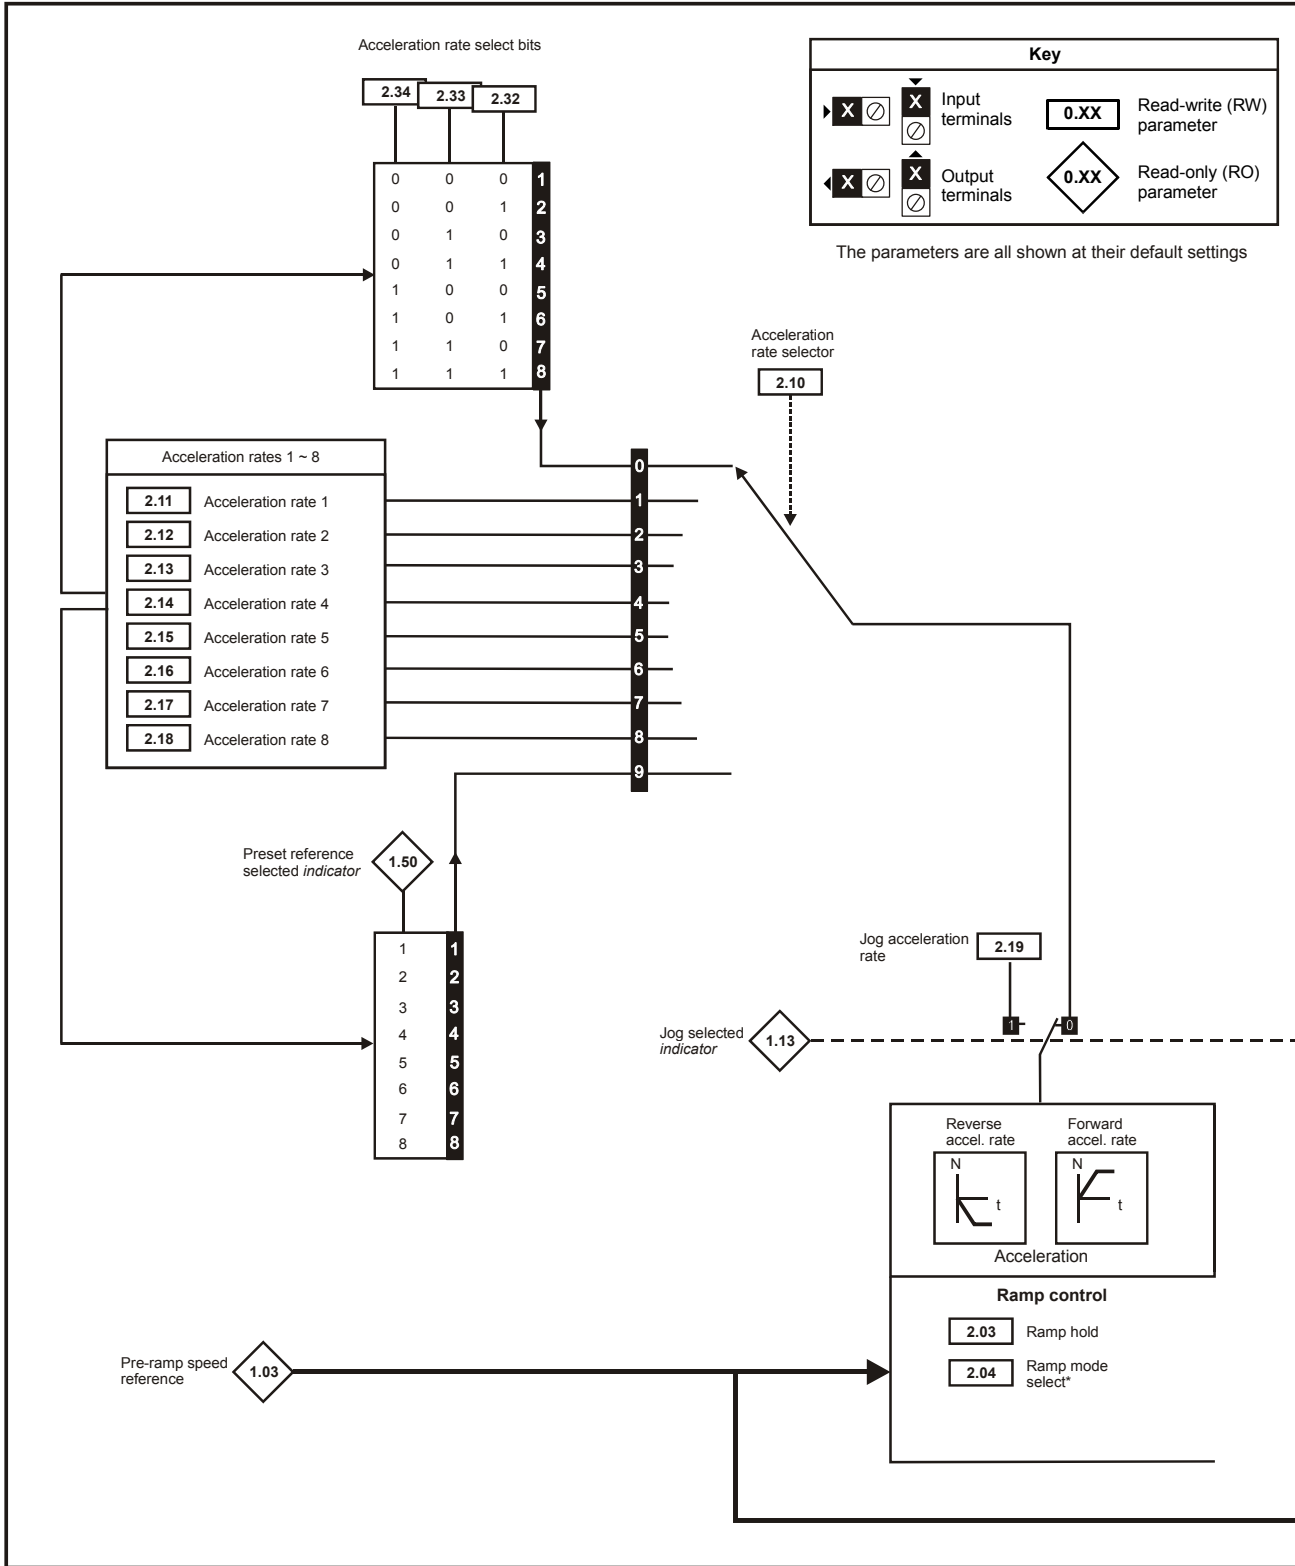 Acceleration rate select bits
2.34 2.33 2.32
0 0 0 1
0 0 1 2
0 1 0 3
0 1 1 4
1 0 0 5
1 0 1 6
1 1 0 7
1 1 1 8
Key
X
X
Input
terminals
0.XX
Read-write (RW)
parameter
X
X
Output
terminals
0.XX
Read-only (RO)
parameter
The parameters are all shown at their default settings
Acceleration
rate selector
2.10
Acceleration rates 1 ~ 8
2.11 Acceleration rate 1
2.12 Acceleration rate 2
2.13 Acceleration rate 3
2.14 Acceleration rate 4
2.15 Acceleration rate 5
2.16 Acceleration rate 6
2.17 Acceleration rate 7
2.18 Acceleration rate 8
0
1
2
3
4
5
6
7
8
9
Preset reference
selected indicator
1.50
1 1
2 2
3 3
4 4
5 5
6 6
7 7
8 8
Jog acceleration
rate
2.19
1 0
Jog selected
indicator
1.13
Reverse
accel. rate
N
t
Forward
accel. rate
N
t
Acceleration
Ramp control
2.03 Ramp hold
2.04 Ramp mode
select*
Pre-ramp speed
reference
1.03